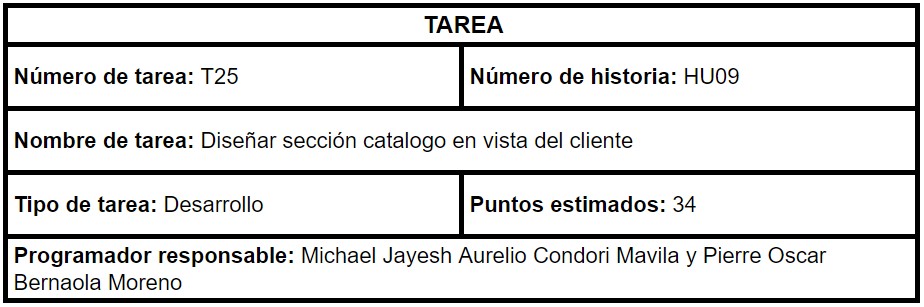 TAREA
Número de tarea: T25
Número de historia: HU09
Nombre de tarea: Diseñar sección catalogo en vista del cliente
Tipo de tarea: Desarrollo
Puntos estimados: 34
Programador responsable: Michael Jayesh Aurelio Condori Mavila y Pierre Oscar
Bernaola Moreno